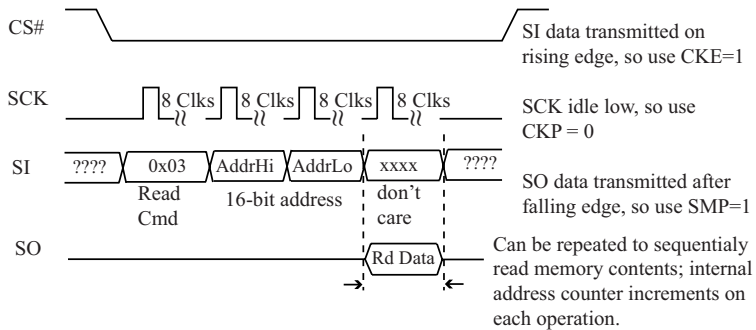 CS#
SI data transmitted on
rising edge, so use CKE=1
SCK
8 Clks 8 Clks 8 Clks 8 Clks
SCK idle low, so use
CKP = 0
SI
???? 0x03 AddrHi AddrLo xxxx ????
Read
Cmd
16-bit address
don't
care
SO data transmitted after
falling edge, so use SMP=1
SO
Rd Data
Can be repeated to sequentialy
read memory contents; internal
address counter increments on
each operation.